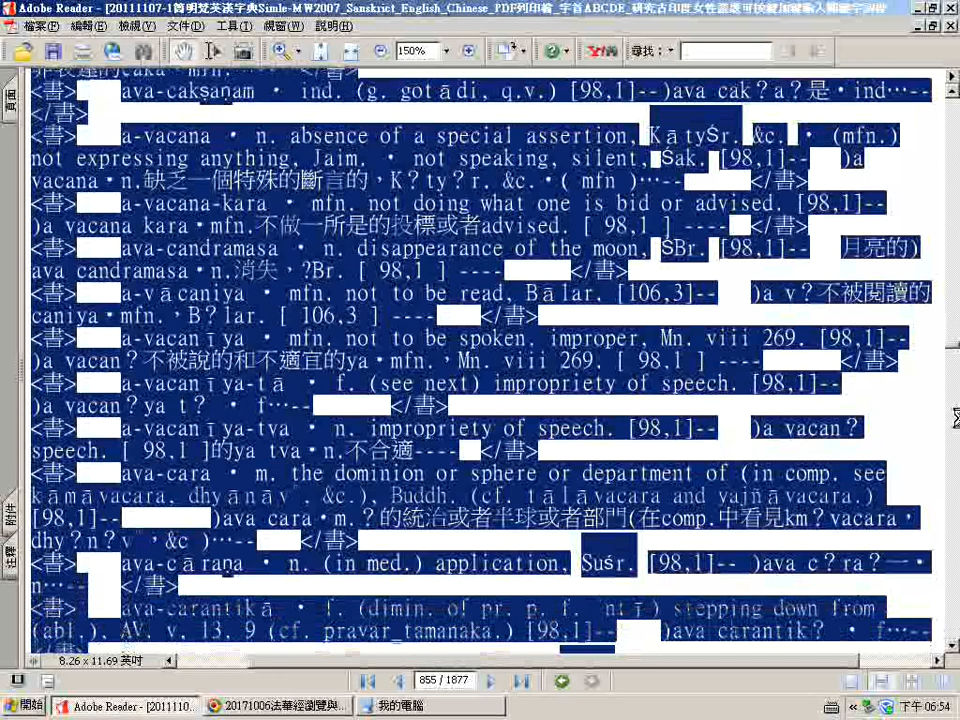 Adobe Reader - [20111107-1簡明梵英漢字典Simle-MW2007_Sanskrict_English_Chinese_PDF列印檔_字首ABCDE_研究古印度女性
檔案(F) 編輯(E) 檢視(V) 文件(D) 工具(T) 視窗(W) 說明(H)
150% 尋找：
頁面
附件
註釋
<書> ava-cakṣaṇam • ind. (g. gotādi, q.v.) [98,1]-- )ava cak?a?是•ind…--
</書>
<書> a-vacana • n. absence of a special assertion, KātyŚr. &c. • (mfn.)
not expressing anything, Jaim. • not speaking, silent, Śak. [98,1]-- )a
vacana•n.缺乏一個特殊的斷言的，K?ty?r. &c.•( mfn )…-- </書>
<書> a-vacana-kara • mfn. not doing what one is bid or advised. [98,1]--
)a vacana kara•mfn.不做一所是的投標或者advised. [ 98,1 ] ---- </書>
<書> ava-candramasa • n. disappearance of the moon, ŚBr. [98,1]-- 月亮的)
ava candramasa•n.消失，?Br. [ 98,1 ] ---- </書>
<書> a-vācaniya • mfn. not to be read, Bālar. [106,3]-- )a v?不被閱讀的
caniya•mfn.，B?lar. [ 106,3 ] ---- </書>
<書> a-vacanīya • mfn. not to be spoken. improper, Mn. viii 269. [98,1]--
)a vacan?不被說的和不適宜的ya•mfn.，Mn. viii 269. [ 98,1 ] ---- </書>
<書> a-vacanīya-tā • f. (see next) impropriety of speech. [98,1]--
)a vacan?ya t? • f…-- </書>
<書> a-vacanīya-tva • n. impropriety of speech. [98,1]-- )a vacan?
speech. [ 98,1 ]的ya tva•n.不合適---- </書>
<書> ava-cara • m. the dominion or sphere or department of (in comp. see
kāmāvacara, dhyānāv˚, &c.), Buddh. (cf. tālāvacara and yajñāvacara.)
[98,1]-- )ava cara•m.?的統治或者半球或者部門(在comp.中看見km?vacara，
dhy?n?v˚，&c )…-- </書>
<書> ava-cāraṇa • n. (in med.) application, Suśr. [98,1]-- )ava c?ra?一•
n…-- </書>
<書> ava-carantikā • f. (dimin. of pr. p. f. ˚ntī) stepping down from
(abl.), AV. v, 13, 9 (cf. pravar_tamanaka.) [98,1]-- )ava carantik? • f…--
8.26 x 11.69 英吋
855 / 1877
開始 Adobe Reader - [201110... 20171006法華經瀏覽與... 我的電腦 下午 06:54